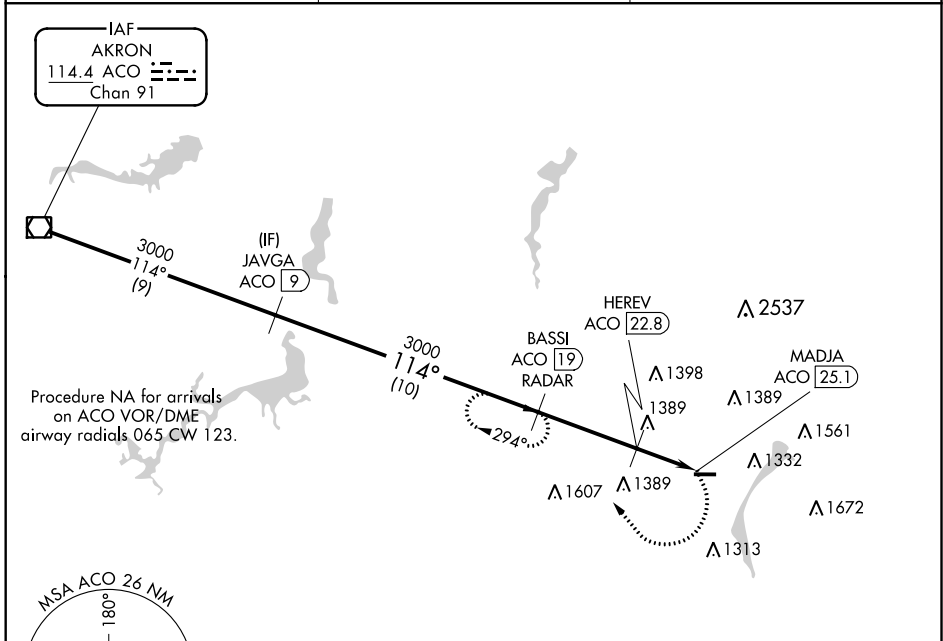 IAF
AKRON
114.4 ACO
Chan 91
3000
114°
(9)
(IF)
JAVGA
ACO 9
3000
114°
(10)
BASSI
ACO 19
RADAR
HEREV
ACO 22.8
2537
MADJA
ACO 25.1
1398
1389
1389
1561
1332
1672
1313
1389
1607
294°
Procedure NA for arrivals
on ACO VOR/DME
airway radials 065 CW 123.
MSA ACO 26 NM
180°